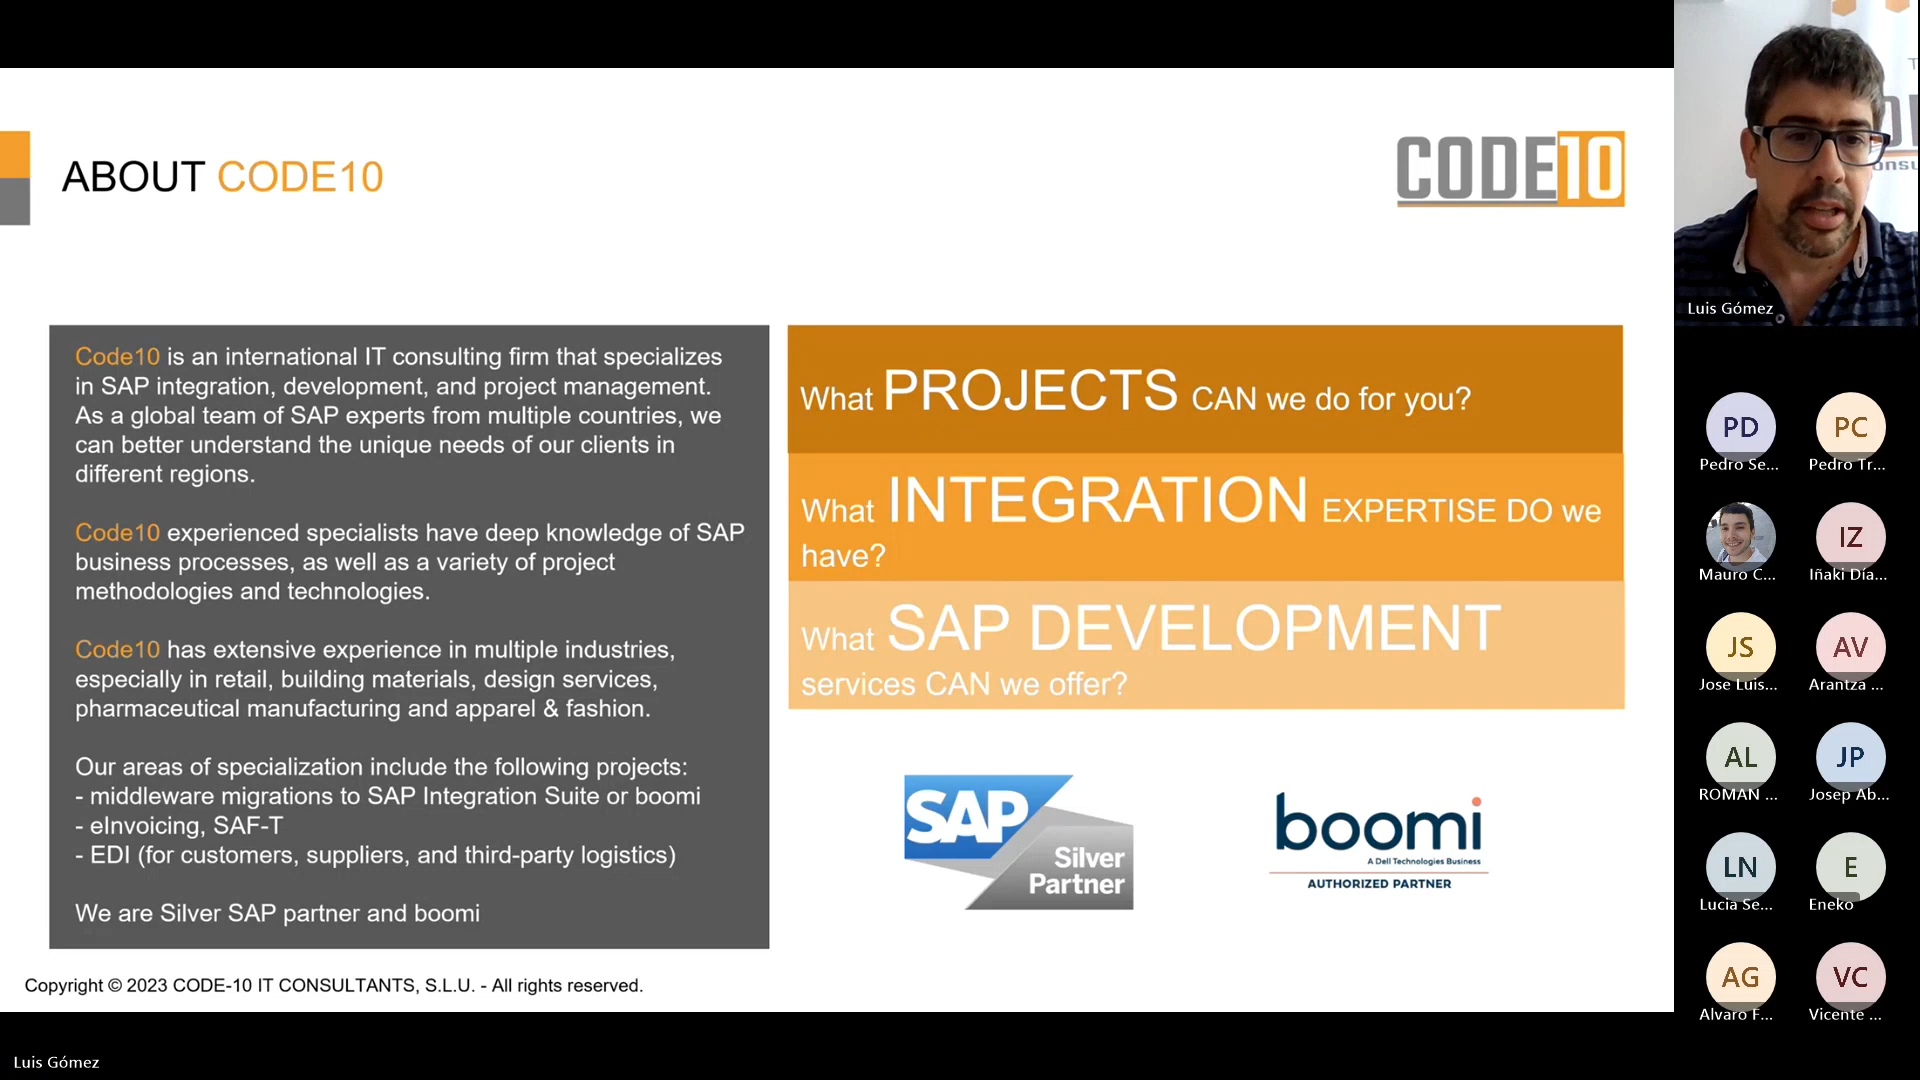 ABOUT CODE10
CODE10
Code10 is an international IT consulting firm that specializes
in SAP integration, development, and project management.
As a global team of SAP experts from multiple countries, we
can better understand the unique needs of our clients in
different regions.
Code10 experienced specialists have deep knowledge of SAP
business processes, as well as a variety of project
methodologies and technologies.
Code10 has extensive experience in multiple industries,
especially in retail, building materials, design services,
pharmaceutical manufacturing and apparel & fashion.
Our areas of specialization include the following projects:
- middleware migrations to SAP Integration Suite or boomi
- eInvoicing, SAF-T
- EDI (for customers, suppliers, and third-party logistics)
We are Silver SAP partner and boomi
What PROJECTS CAN we do for you?
What INTEGRATION EXPERTISE DO we
have?
What SAP DEVELOPMENT
services CAN we offer?
SAP
Silver
Partner
boomi
A Dell Technologies Business
AUTHORIZED PARTNER
Copyright © 2023 CODE-10 IT CONSULTANTS, S.L.U. - All rights reserved.
Luis Gómez
Luis Gómez
PD
PC
Pedro Se...
Pedro Tr...
IZ
Mauro C...
Iñaki Día...
JS
AV
Jose Luis...
Arantza ...
AL
JP
ROMAN ...
Josep Ab...
LN
E
Lucia Se...
Eneko
AG
VC
Alvaro F...
Vicente ...